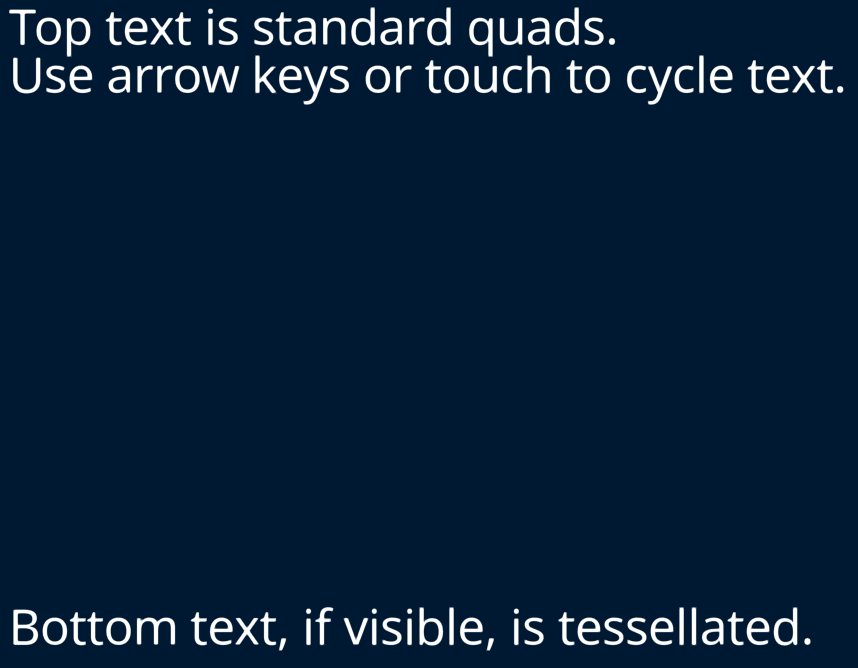 Top text is standard quads.
Use arrow keys or touch to cycle text.
Bottom text, if visible, is tessellated.